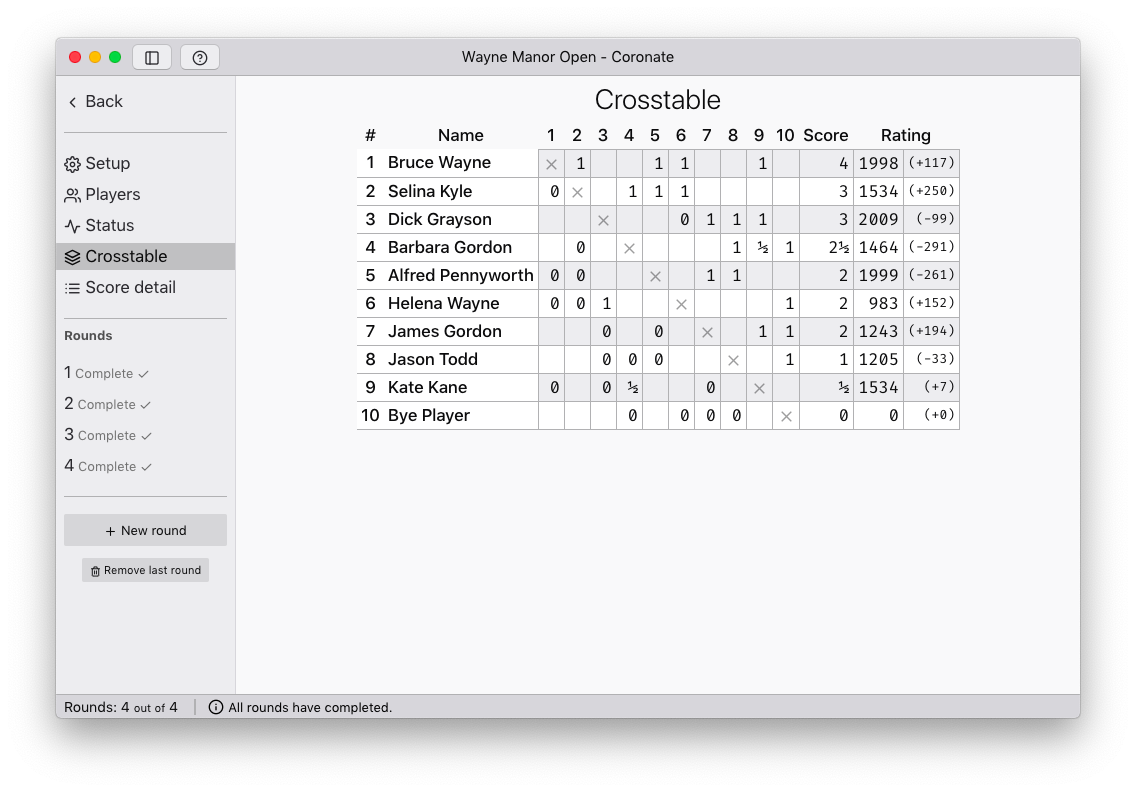 Wayne Manor Open - Coronate
Back
Setup
Players
Status
Crosstable
Score detail
Rounds
1 Complete ✓
2 Complete ✓
3 Complete ✓
4 Complete ✓
+ New round
Remove last round
Crosstable
# Name 1 2 3 4 5 6 7 8 9 10 Score Rating
1 Bruce Wayne × 1 1 1 1 4 1998 (+117)
2 Selina Kyle 0 × 1 1 1 3 1534 (+250)
3 Dick Grayson × 0 1 1 1 3 2009 (-99)
4 Barbara Gordon 0 × 1 ½ 1 2½ 1464 (-291)
5 Alfred Pennyworth 0 0 × 1 1 2 1999 (-261)
6 Helena Wayne 0 0 1 × 1 2 983 (+152)
7 James Gordon 0 0 × 1 1 2 1243 (+194)
8 Jason Todd 0 0 0 × 1 1 1205 (-33)
9 Kate Kane 0 0 ½ 0 × ½ 1534 (+7)
10 Bye Player 0 0 0 0 × 0 0 (+0)
Rounds: 4 out of 4 All rounds have completed.